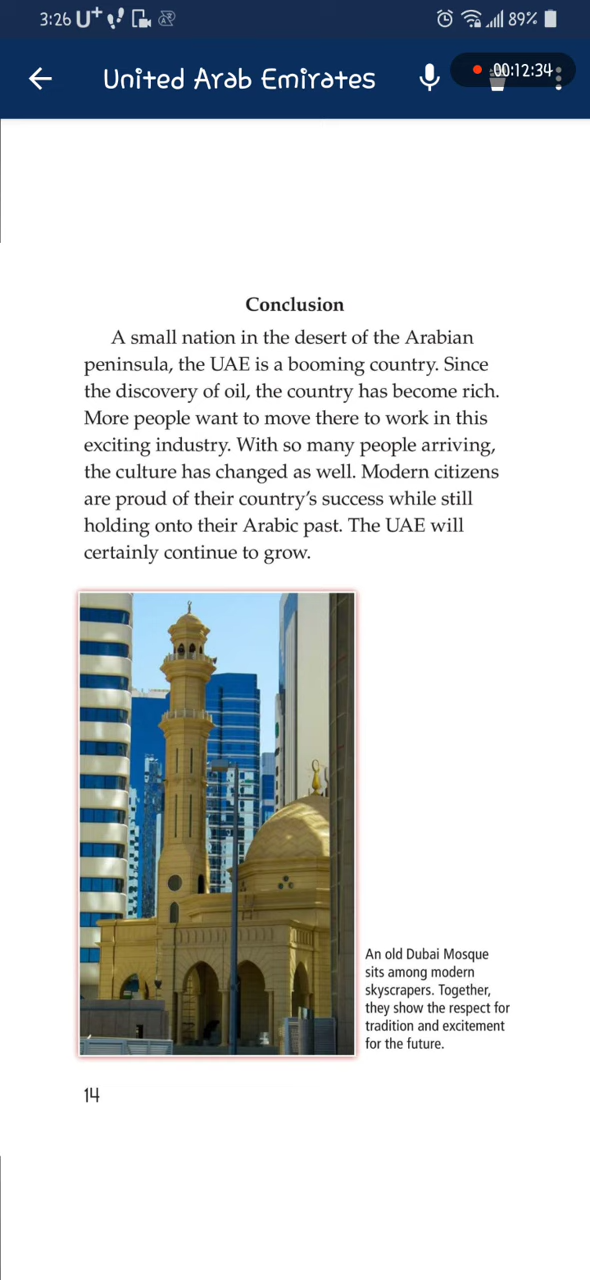 3:26 U+ 89%
United Arab Emirates 00:12:34
Conclusion
A small nation in the desert of the Arabian
peninsula, the UAE is a booming country. Since
the discovery of oil, the country has become rich.
More people want to move there to work in this
exciting industry. With so many people arriving,
the culture has changed as well. Modern citizens
are proud of their country's success while still
holding onto their Arabic past. The UAE will
certainly continue to grow.
An old Dubai Mosque
sits among modern
skyscrapers. Together,
they show the respect for
tradition and excitement
for the future.
14